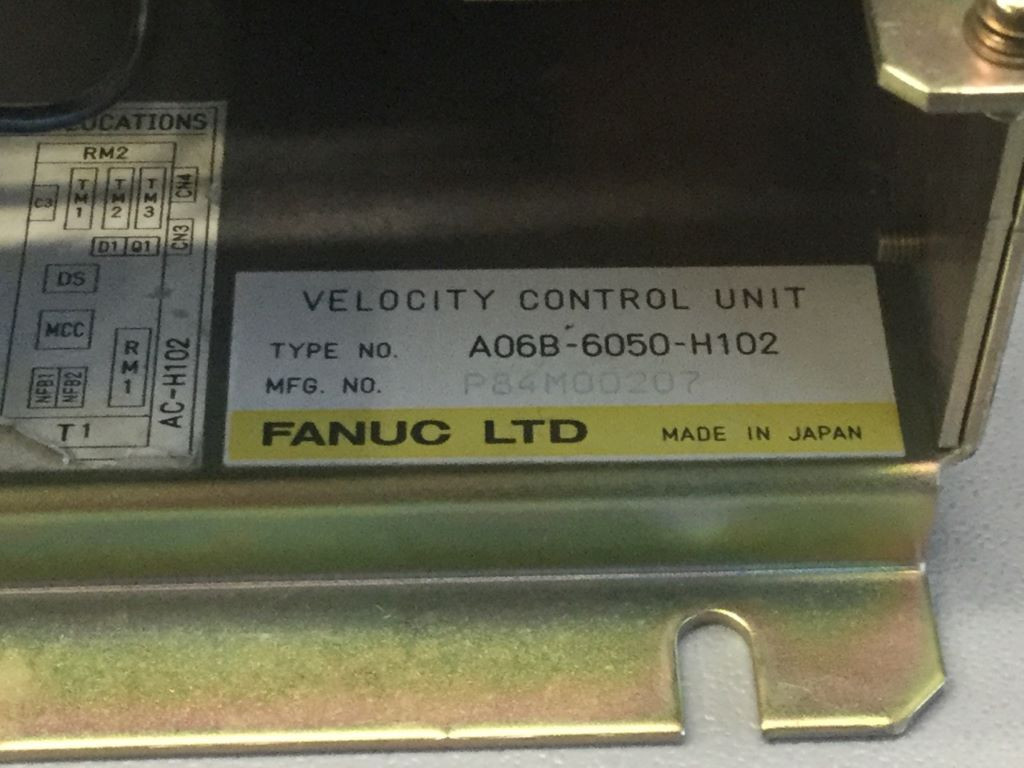 LOCATIONS
RM2
C3
TM1
TM2
TM3
CN4
D1
Q1
CN3
DS
MCC
RM1
NFB1
NFB2
T1
AC-H102
VELOCITY CONTROL UNIT
TYPE NO. A06B-6050-H102
MFG. NO. P84M00207
FANUC LTD MADE IN JAPAN